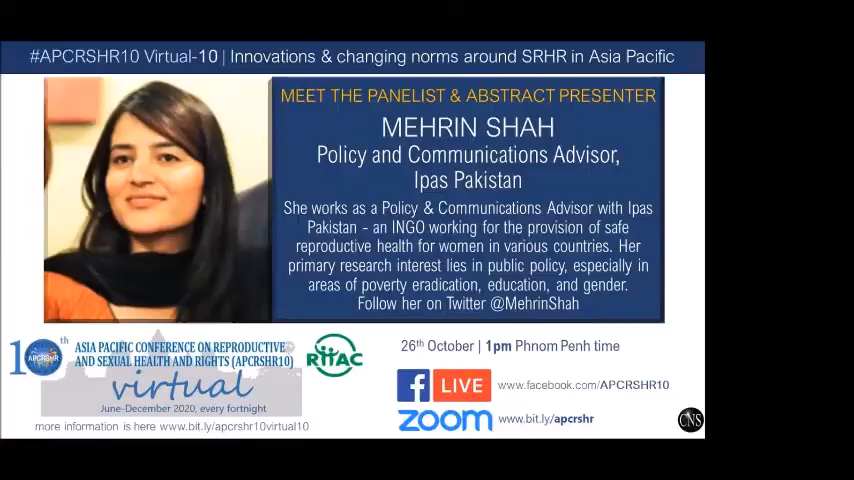 #APCRSHR10 Virtual-10 | Innovations & changing norms around SRHR in Asia Pacific
MEET THE PANELIST & ABSTRACT PRESENTER
MEHRIN SHAH
Policy and Communications Advisor,
Ipas Pakistan
She works as a Policy & Communications Advisor with Ipas
Pakistan - an INGO working for the provision of safe
reproductive health for women in various countries. Her
primary research interest lies in public policy, especially in
areas of poverty eradication, education, and gender.
Follow her on Twitter @MehrinShah
10th
APCRSHR
ASIA PACIFIC CONFERENCE ON REPRODUCTIVE
AND SEXUAL HEALTH AND RIGHTS (APCRSHR10)
virtual
June-December 2020, every fortnight
more information is here www.bit.ly/apcrshr10virtual10
RHAC
26th October | 1pm Phnom Penh time
f LIVE www.facebook.com/APCRSHR10
zoom www.bit.ly/apcrshr
CNS